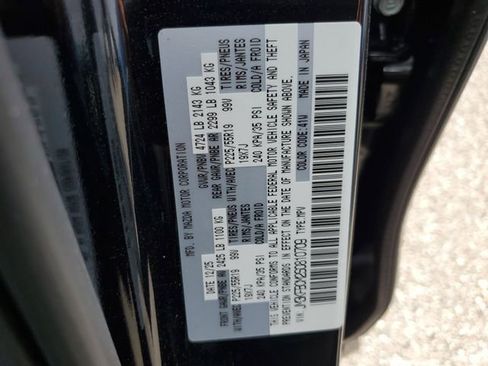 MFD. BY MAZDA MOTOR CORPORATION
DATE 12/25 GVWR/PNBV 4724 LB 2143 KG
FRONT GAWR/PNBE AV 2425 LB 1100 KG REAR GAWR/PNBE AR 2299 LB 1043 KG
TIRES/PNEUS WITH/AVEC P225/55R19 99V TIRES/PNEUS WITH/AVEC P225/55R19 99V
RIMS/JANTES 19X7J RIMS/JANTES 19X7J
COLD/A FROID 240 KPA/35 PSI COLD/A FROID 240 KPA/35 PSI
THIS VEHICLE CONFORMS TO ALL APPLICABLE FEDERAL MOTOR VEHICLE SAFETY AND THEFT
PREVENTION STANDARDS IN EFFECT ON THE DATE OF MANUFACTURE SHOWN ABOVE.
TYPE:MPV COLOR CODE:41V MADE IN JAPAN